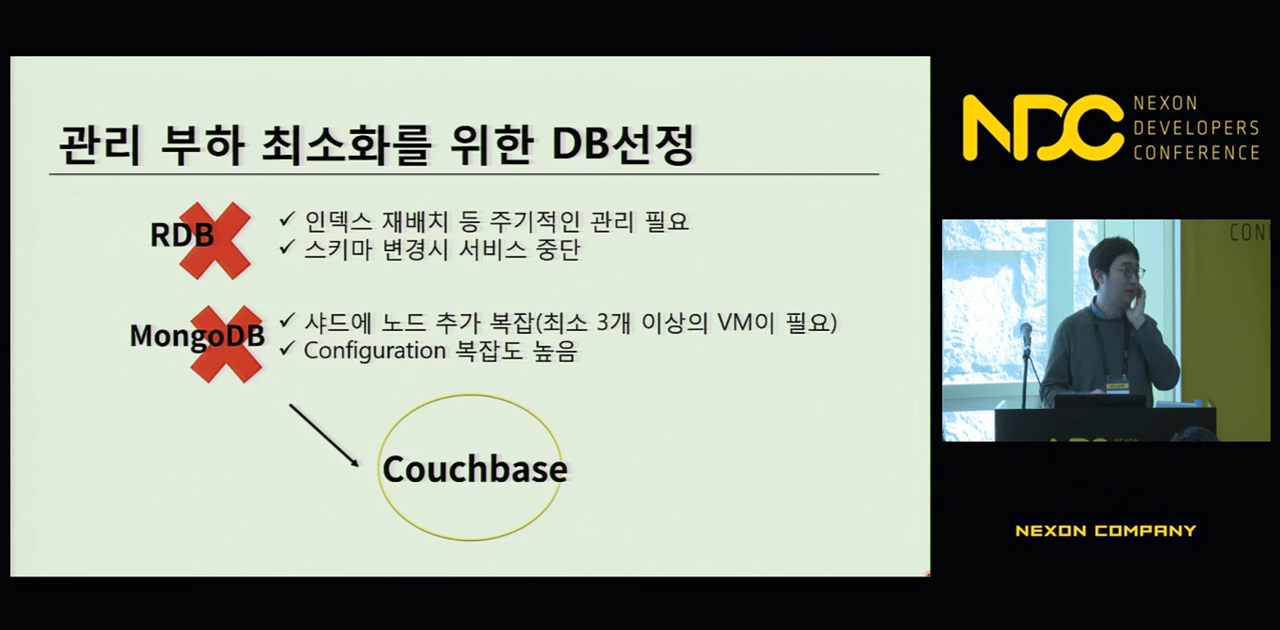 관리 부하 최소화를 위한 DB선정
RDB
✓ 인덱스 재배치 등 주기적인 관리 필요
✓ 스키마 변경시 서비스 중단
MongoDB
✓ 샤드에 노드 추가 복잡(최소 3개 이상의 VM이 필요)
✓ Configuration 복잡도 높음
Couchbase
NDC
NEXON
DEVELOPERS
CONFERENCE
CON
NEXON COMPANY